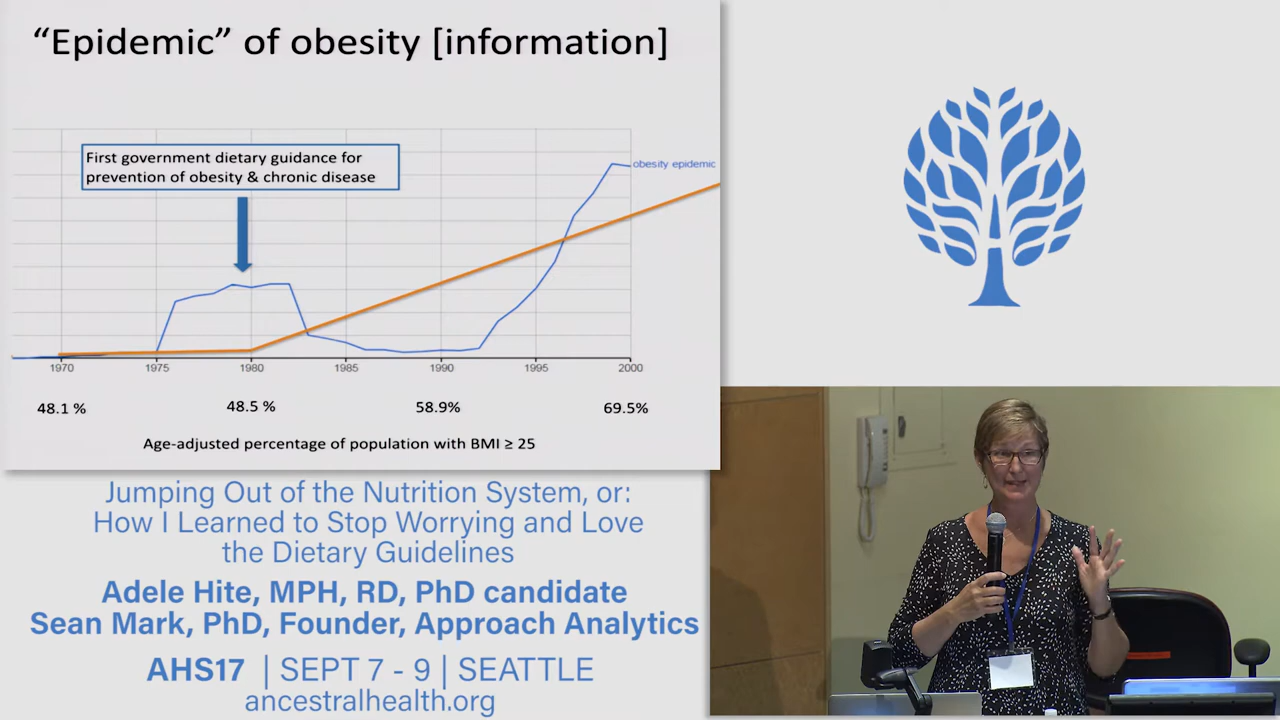 “Epidemic” of obesity [information]
First government dietary guidance for
prevention of obesity & chronic disease
obesity epidemic
1970 1975 1980 1985 1990 1995 2000
48.1 % 48.5 % 58.9% 69.5%
Age-adjusted percentage of population with BMI ≥ 25
Jumping Out of the Nutrition System, or:
How I Learned to Stop Worrying and Love
the Dietary Guidelines
Adele Hite, MPH, RD, PhD candidate
Sean Mark, PhD, Founder, Approach Analytics
AHS17 | SEPT 7 - 9 | SEATTLE
ancestralhealth.org